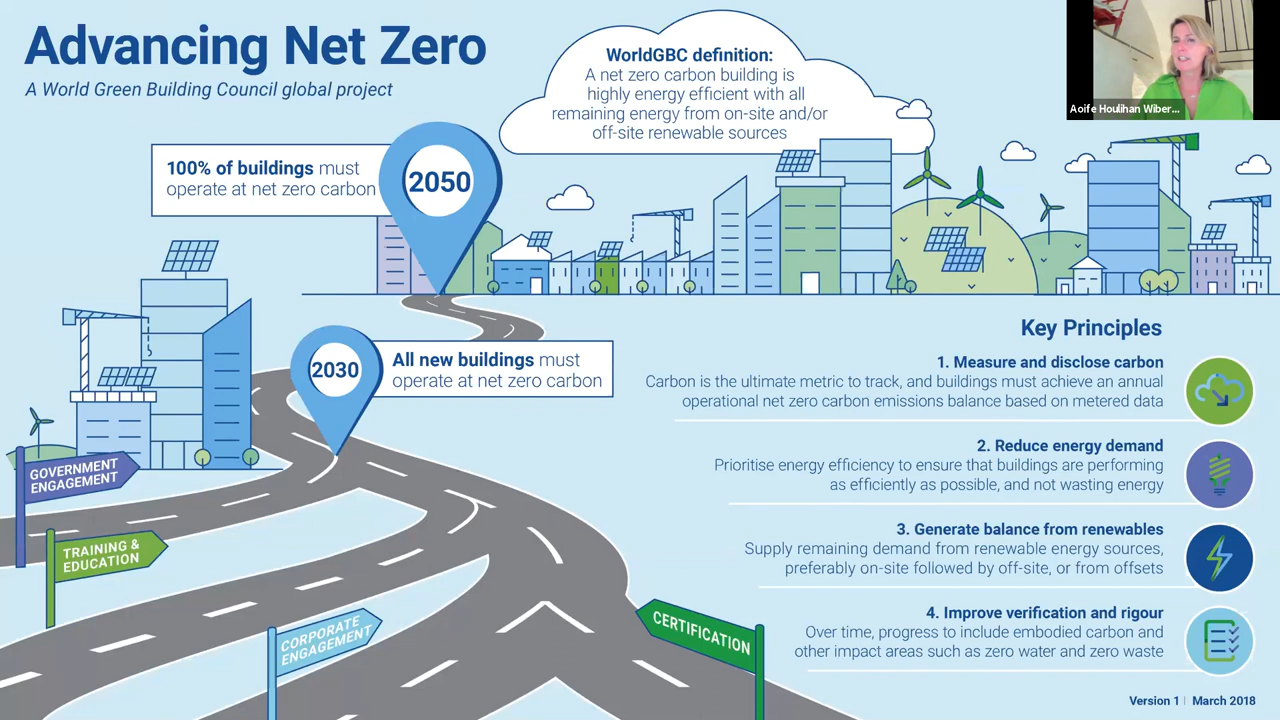 Advancing Net Zero
A World Green Building Council global project
WorldGBC definition:
A net zero carbon building is
highly energy efficient with all
remaining energy from on-site and/or
off-site renewable sources
Aoife Houlihan Wiber...
100% of buildings must
operate at net zero carbon
2050
2030
All new buildings must
operate at net zero carbon
GOVERNMENT
ENGAGEMENT
TRAINING &
EDUCATION
CORPORATE
ENGAGEMENT
CERTIFICATION
Key Principles
1. Measure and disclose carbon
Carbon is the ultimate metric to track, and buildings must achieve an annual
operational net zero carbon emissions balance based on metered data
2. Reduce energy demand
Prioritise energy efficiency to ensure that buildings are performing
as efficiently as possible, and not wasting energy
3. Generate balance from renewables
Supply remaining demand from renewable energy sources,
preferably on-site followed by off-site, or from offsets
4. Improve verification and rigour
Over time, progress to include embodied carbon and
other impact areas such as zero water and zero waste
Version 1 | March 2018